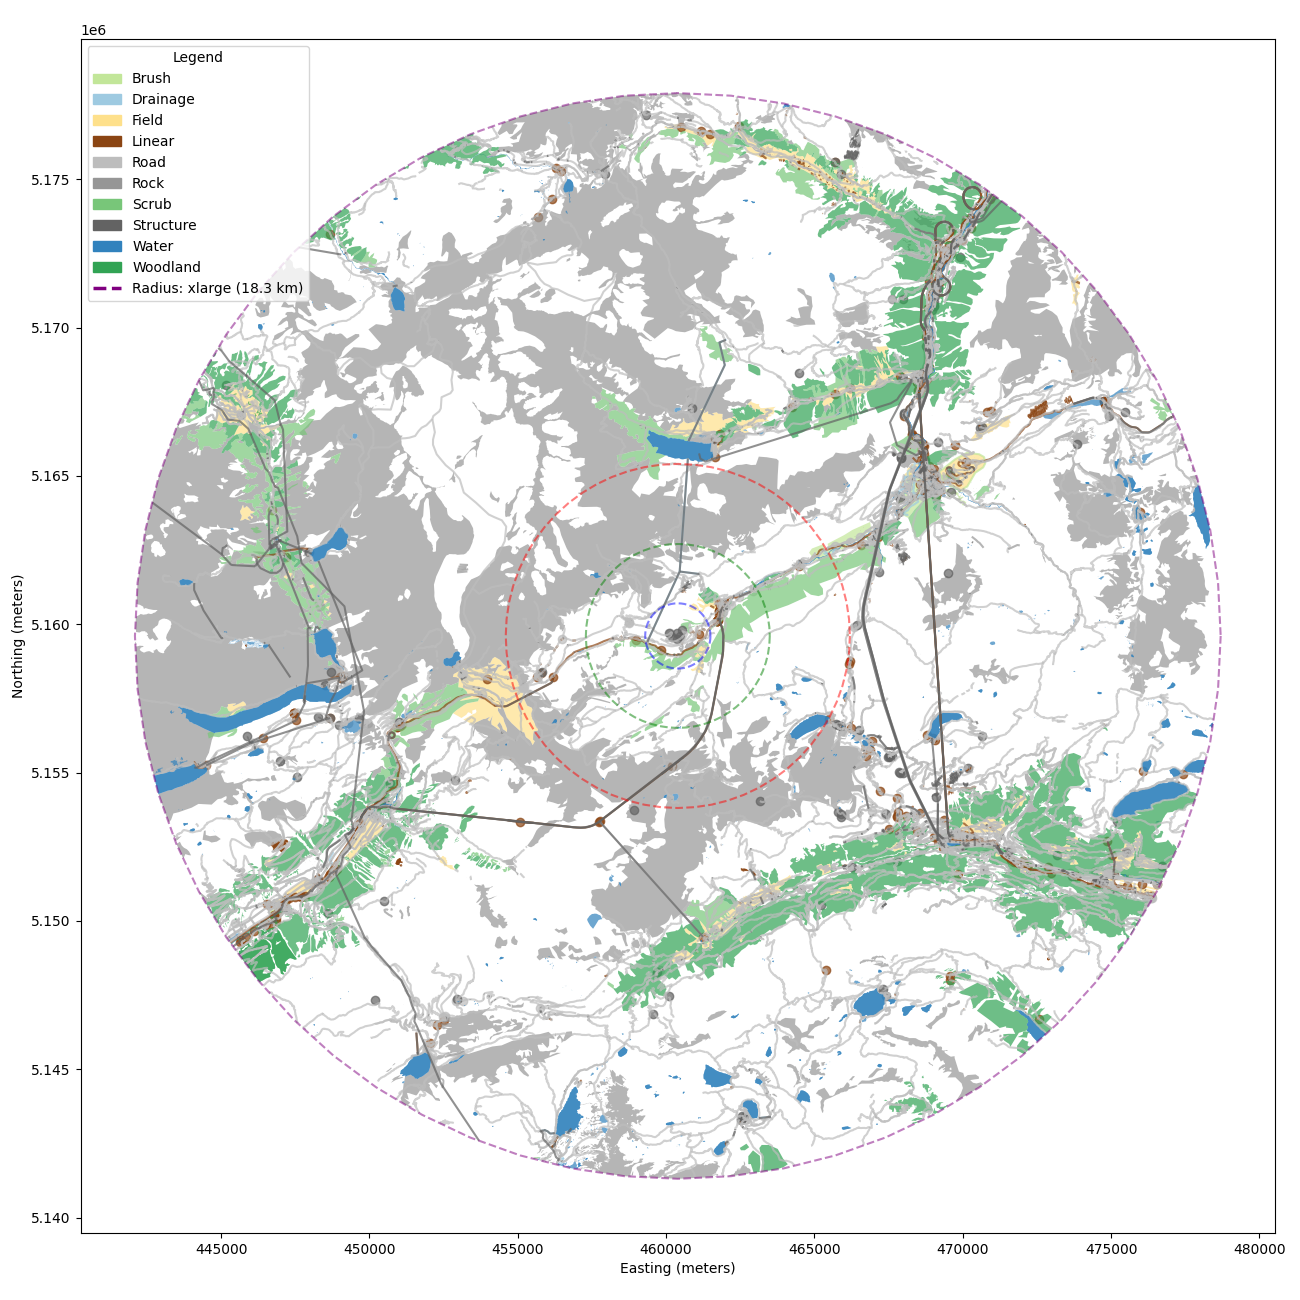 1e6
Legend
Brush
Drainage
Field
Linear
Road
Rock
Scrub
Structure
Water
Woodland
Radius: xlarge (18.3 km)
5.175
5.170
5.165
5.160
5.155
5.150
5.145
5.140
Northing (meters)
445000 450000 455000 460000 465000 470000 475000 480000
Easting (meters)